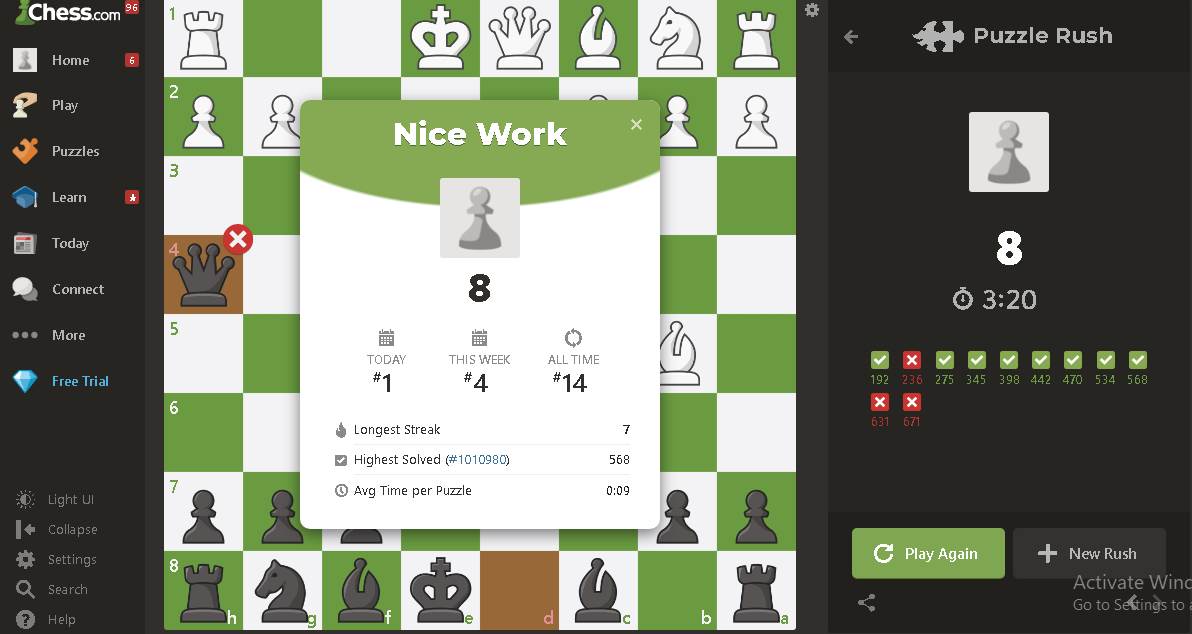 Chess.com 96
Home 6
Play
Puzzles
Learn
Today
Connect
More
Free Trial
Light UI
Collapse
Settings
Search
Help
1
2
3
4
5
6
7
8
h g f e d c b a
Nice Work
×
8
TODAY THIS WEEK ALL TIME
#1 #4 #14
Longest Streak 7
Highest Solved (#1010980) 568
Avg Time per Puzzle 0:09
Puzzle Rush
8
3:20
192 236 275 345 398 442 470 534 568
631 671
Play Again New Rush
Activate Winc
Go to Settings to a